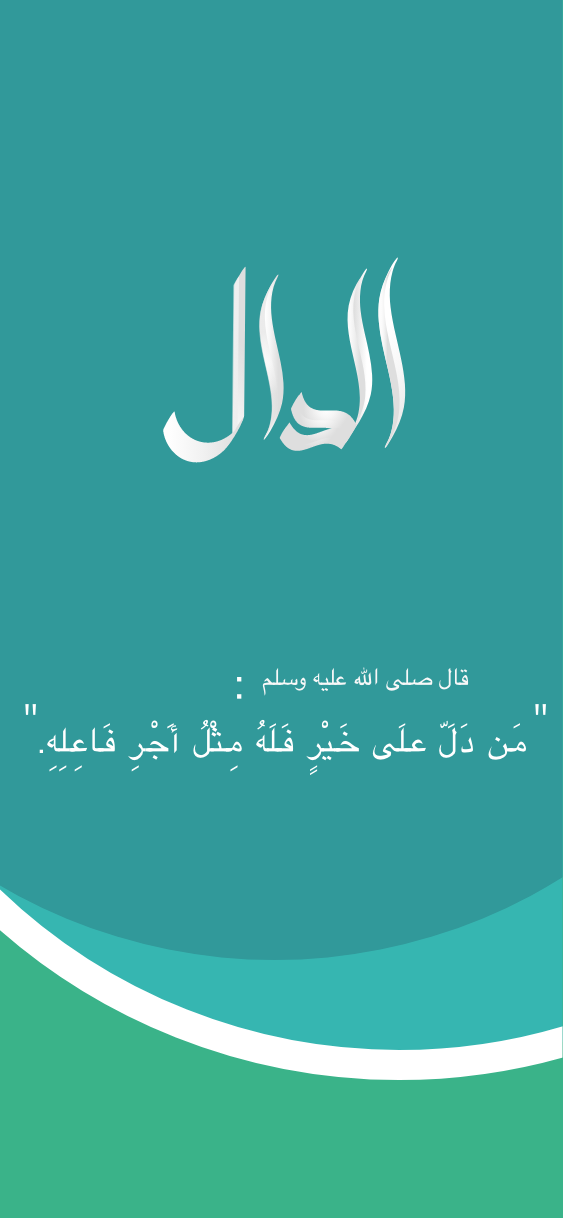 الدال
قال صلى الله عليه وسلم :
"مَن دَلَّ علَى خَيْرٍ فَلَهُ مِثْلُ أَجْرِ فَاعِلِهِ."